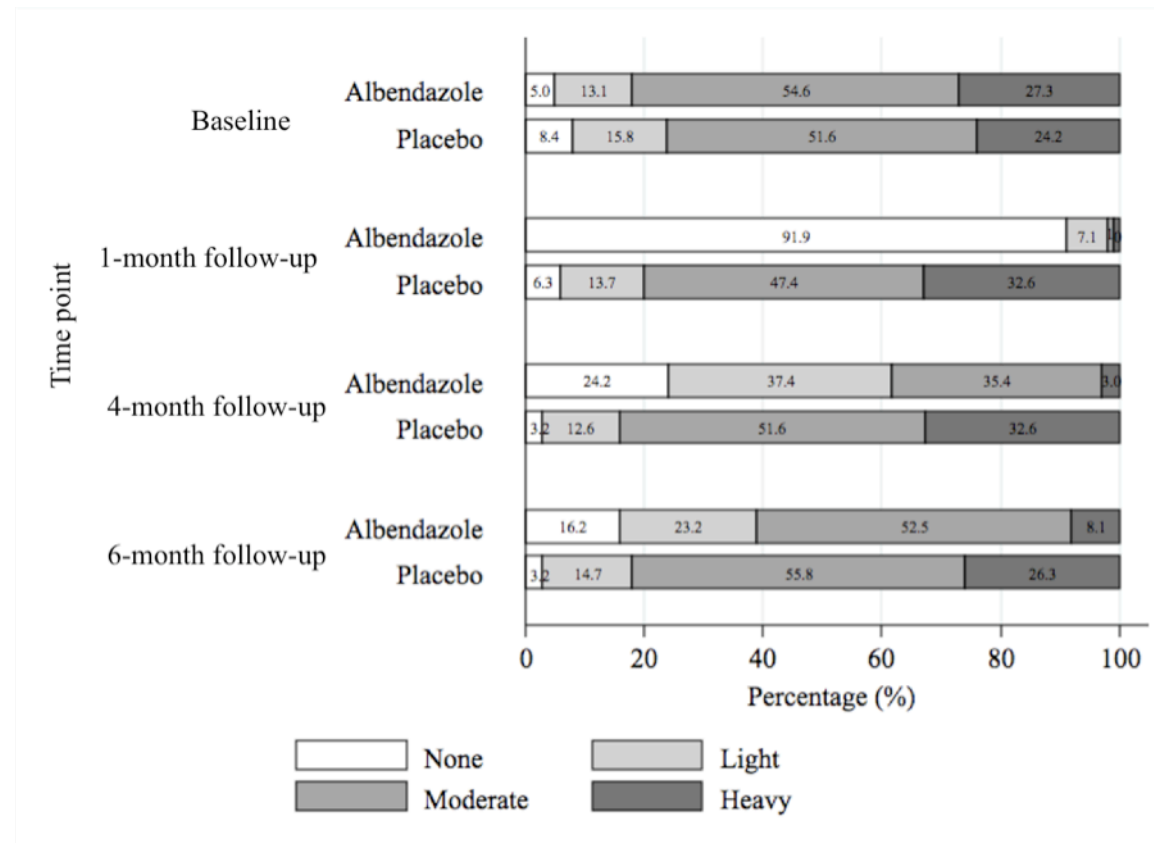 Albendazole 5.0 13.1 54.6 27.3
Baseline
Placebo 8.4 15.8 51.6 24.2
Albendazole 91.9 7.1
1-month follow-up
Placebo 6.3 13.7 47.4 32.6
Time point
Albendazole 24.2 37.4 35.4 3.0
4-month follow-up
Placebo 3.2 12.6 51.6 32.6
Albendazole 16.2 23.2 52.5 8.1
6-month follow-up
Placebo 3.2 14.7 55.8 26.3
0 20 40 60 80 100
Percentage (%)
None Light
Moderate Heavy